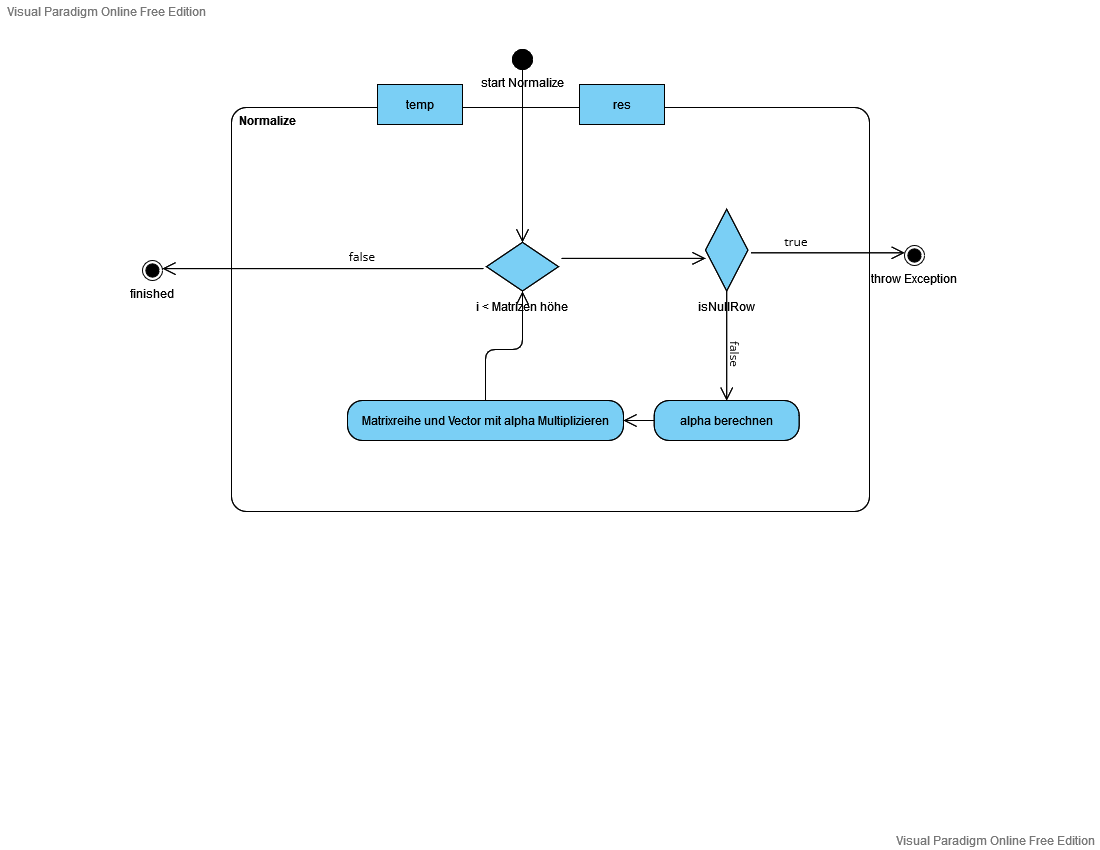 Visual Paradigm Online Free Edition
start Normalize
temp
res
Normalize
false
true
finished
throw Exception
i < Matrizen höhe
isNullRow
false
Matrixreihe und Vector mit alpha Multiplizieren
alpha berechnen
Visual Paradigm Online Free Edition